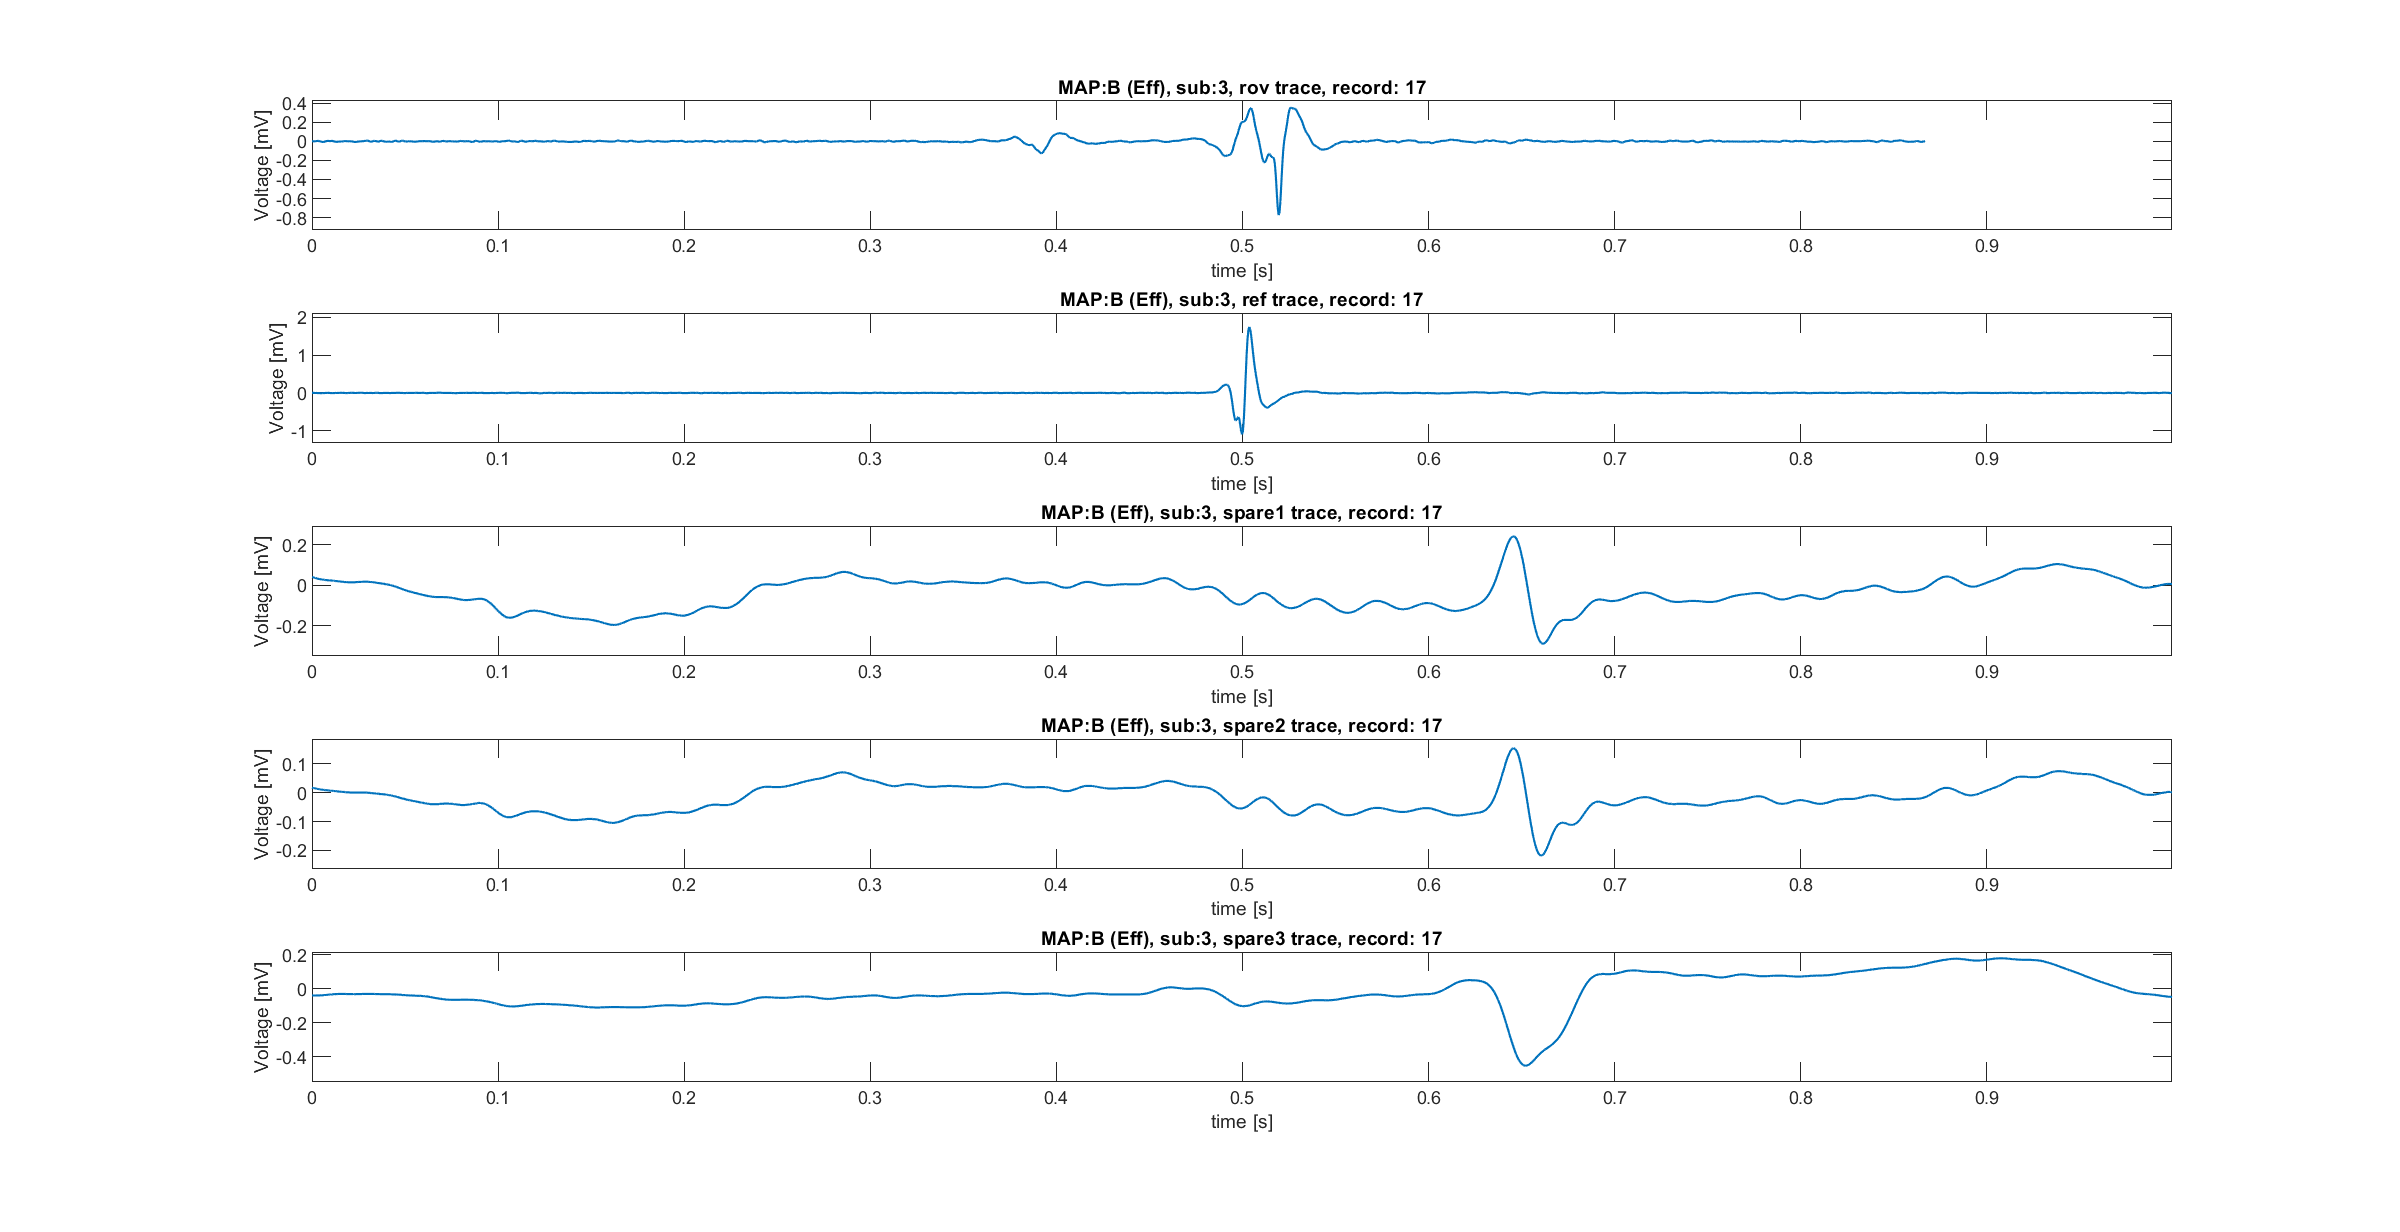 MAP:B (Eff), sub:3, rov trace, record: 17
Voltage [mV]
0.4
0.2
0
-0.2
-0.4
-0.6
-0.8
0 0.1 0.2 0.3 0.4 0.5 0.6 0.7 0.8 0.9
time [s]
MAP:B (Eff), sub:3, ref trace, record: 17
Voltage [mV]
2
1
0
-1
0 0.1 0.2 0.3 0.4 0.5 0.6 0.7 0.8 0.9
time [s]
MAP:B (Eff), sub:3, spare1 trace, record: 17
Voltage [mV]
0.2
0
-0.2
0 0.1 0.2 0.3 0.4 0.5 0.6 0.7 0.8 0.9
time [s]
MAP:B (Eff), sub:3, spare2 trace, record: 17
Voltage [mV]
0.1
0
-0.1
-0.2
0 0.1 0.2 0.3 0.4 0.5 0.6 0.7 0.8 0.9
time [s]
MAP:B (Eff), sub:3, spare3 trace, record: 17
Voltage [mV]
0.2
0
-0.2
-0.4
0 0.1 0.2 0.3 0.4 0.5 0.6 0.7 0.8 0.9
time [s]